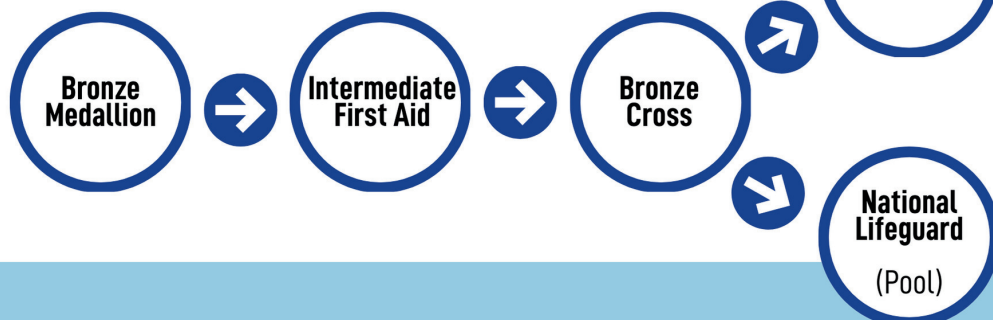 Bronze
Medallion
Intermediate
First Aid
Bronze
Cross
National
Lifeguard
(Pool)